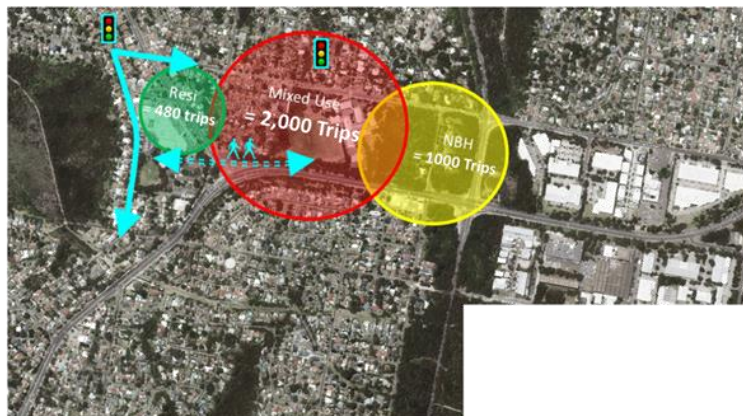 Resi
= 480 trips
Mixed Use
= 2,000 Trips
NBH
= 1000 Trips